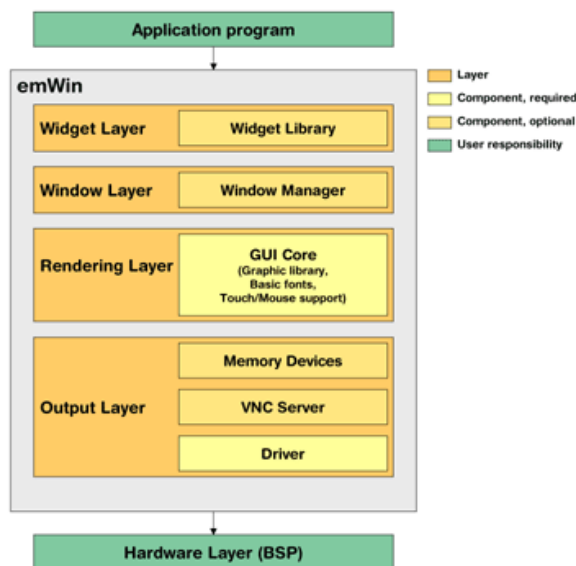 Application program
emWin
Layer
Component, required
Component, optional
User responsibility
Widget Layer
Widget Library
Window Layer
Window Manager
Rendering Layer
GUI Core
(Graphic library,
Basic fonts,
Touch/Mouse support)
Output Layer
Memory Devices
VNC Server
Driver
Hardware Layer (BSP)